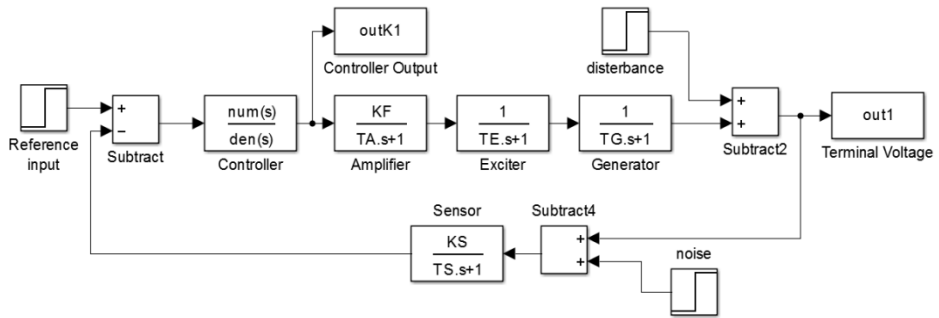 outK1
Controller Output
disterbance
Reference
input
+
−
Subtract
num(s)
den(s)
Controller
KF
TA.s+1
Amplifier
1
TE.s+1
Exciter
1
TG.s+1
Generator
+
+
Subtract2
out1
Terminal Voltage
Sensor
KS
TS.s+1
Subtract4
+
+
noise